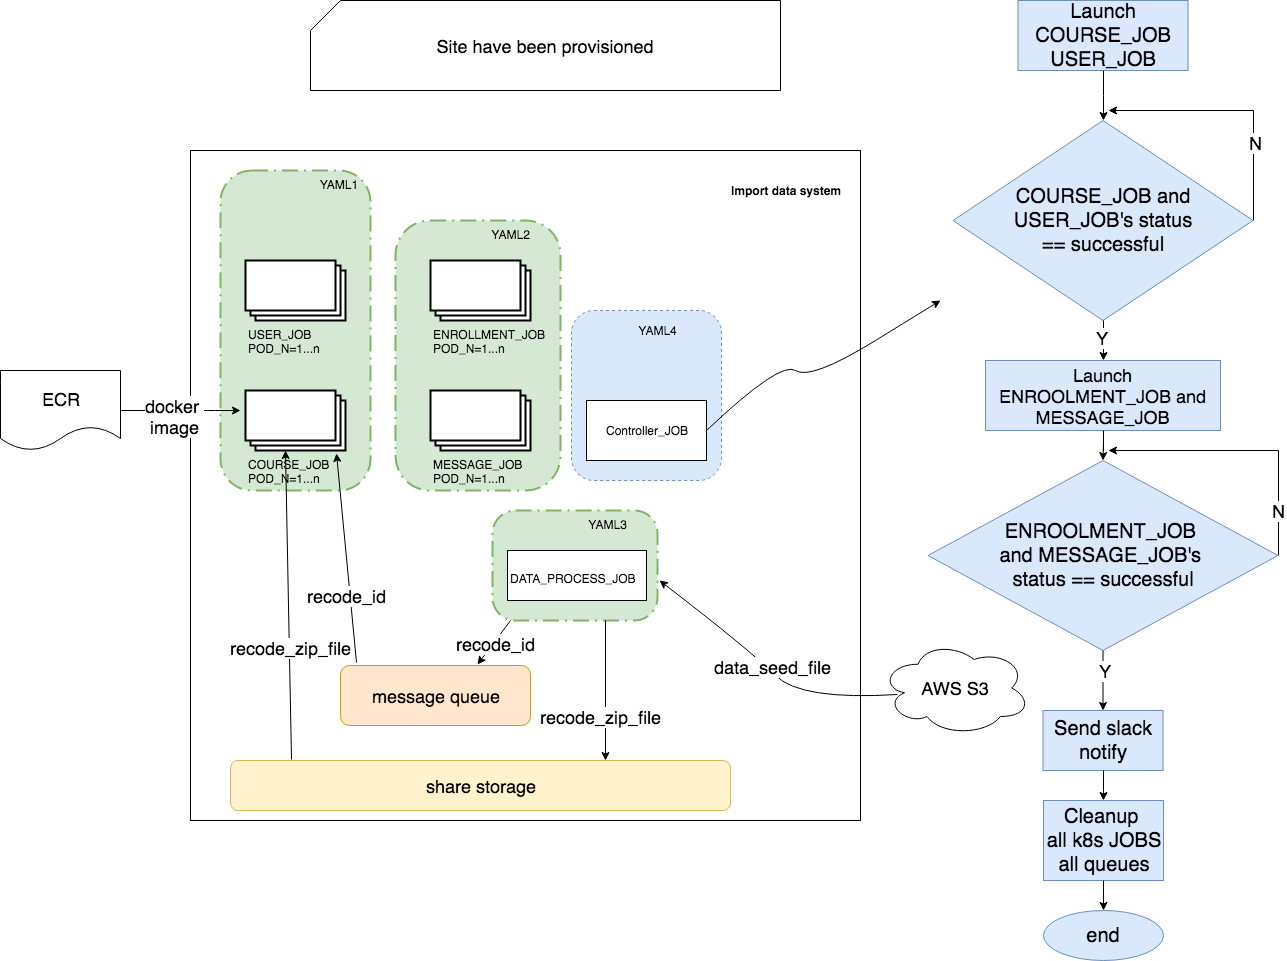 Site have been provisioned
Import data system
YAML1
USER_JOB
POD_N=1...n
COURSE_JOB
POD_N=1...n
YAML2
ENROLLMENT_JOB
POD_N=1...n
MESSAGE_JOB
POD_N=1...n
YAML4
Controller_JOB
ECR
docker
image
YAML3
DATA_PROCESS_JOB
recode_id
recode_zip_file
recode_id
recode_zip_file
data_seed_file
AWS S3
message queue
share storage
Launch
COURSE_JOB
USER_JOB
N
COURSE_JOB and
USER_JOB's status
== successful
Y
Launch
ENROOLMENT_JOB and
MESSAGE_JOB
N
ENROOLMENT_JOB
and MESSAGE_JOB's
status == successful
Y
Send slack
notify
Cleanup
all k8s JOBS
all queues
end